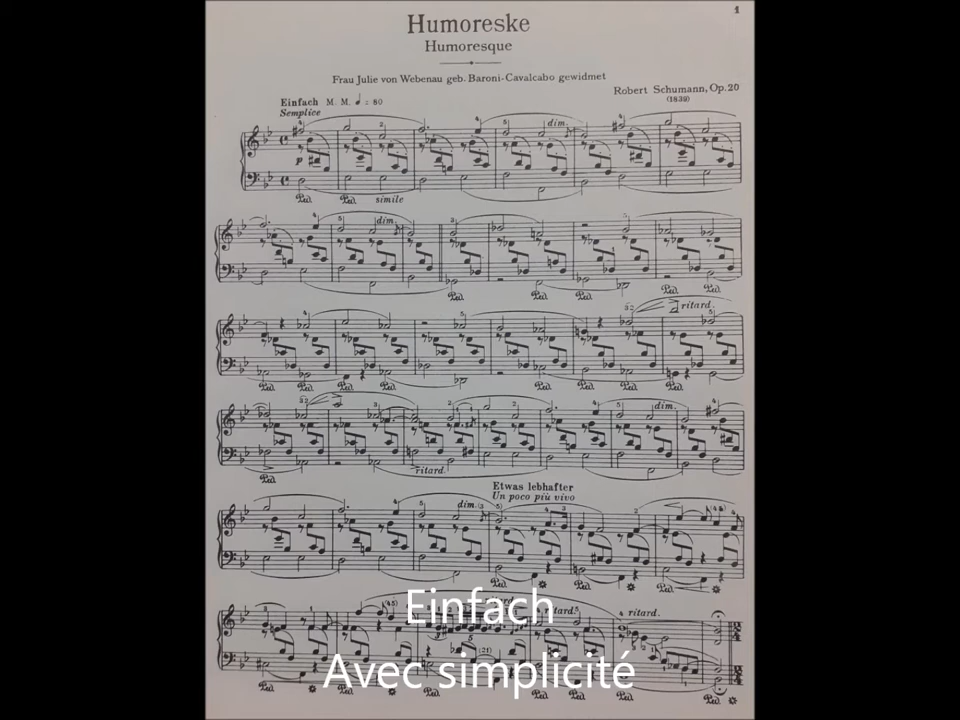 1
Humoreske
Humoresque
Frau Julie von Webenau geb. Baroni-Cavalcabo gewidmet
Robert Schumann, Op. 20
(1839)
Einfach M. M. 𝅗𝅥 = 80
Semplice
dim.
p
simile
dim.
ritard.
dim.
ritard.
Etwas lebhafter
Un poco più vivo
dim.
ritard.
ritard.
ritard.
Einfach
Avec simplicité